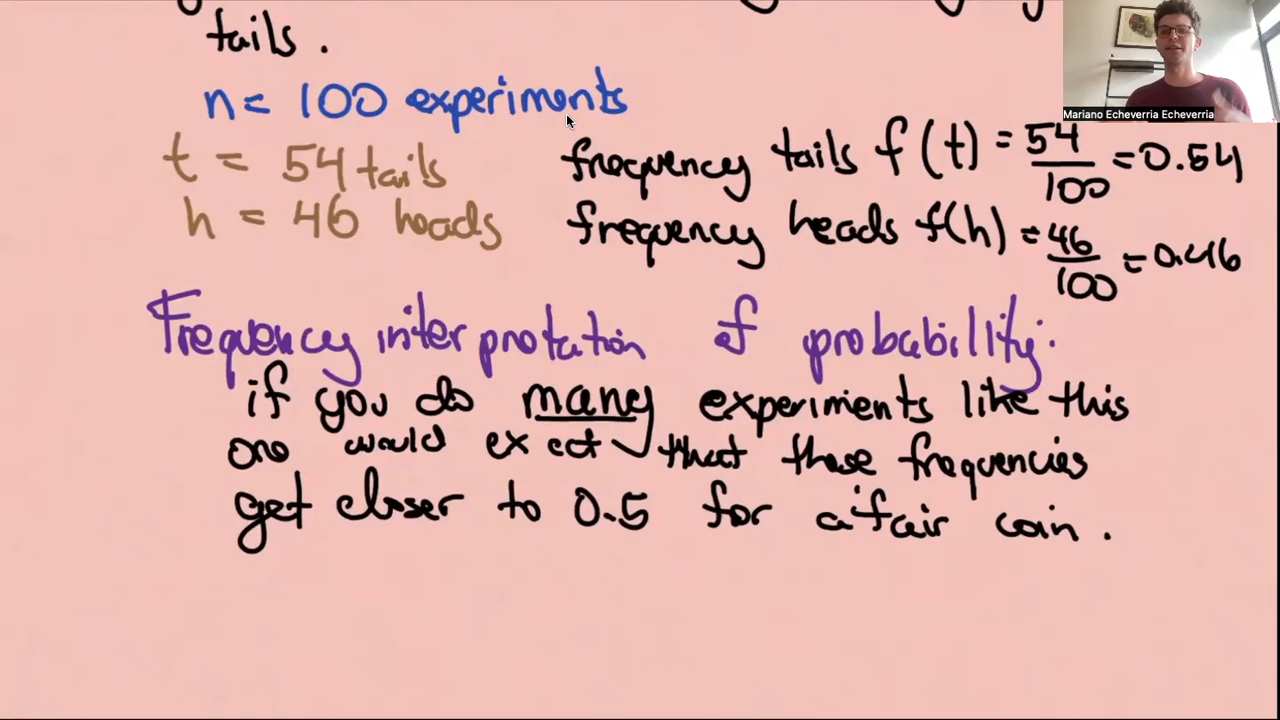 tails.
n = 100 experiments
t = 54 tails
h = 46 heads
frequency tails f(t) = 54/100 = 0.54
frequency heads f(h) = 46/100 = 0.46
Frequency interprotation of probability:
if you do many experiments like this
one would exect that these frequencies
get closer to 0.5 for a fair coin.
Mariano Echeverria Echeverria